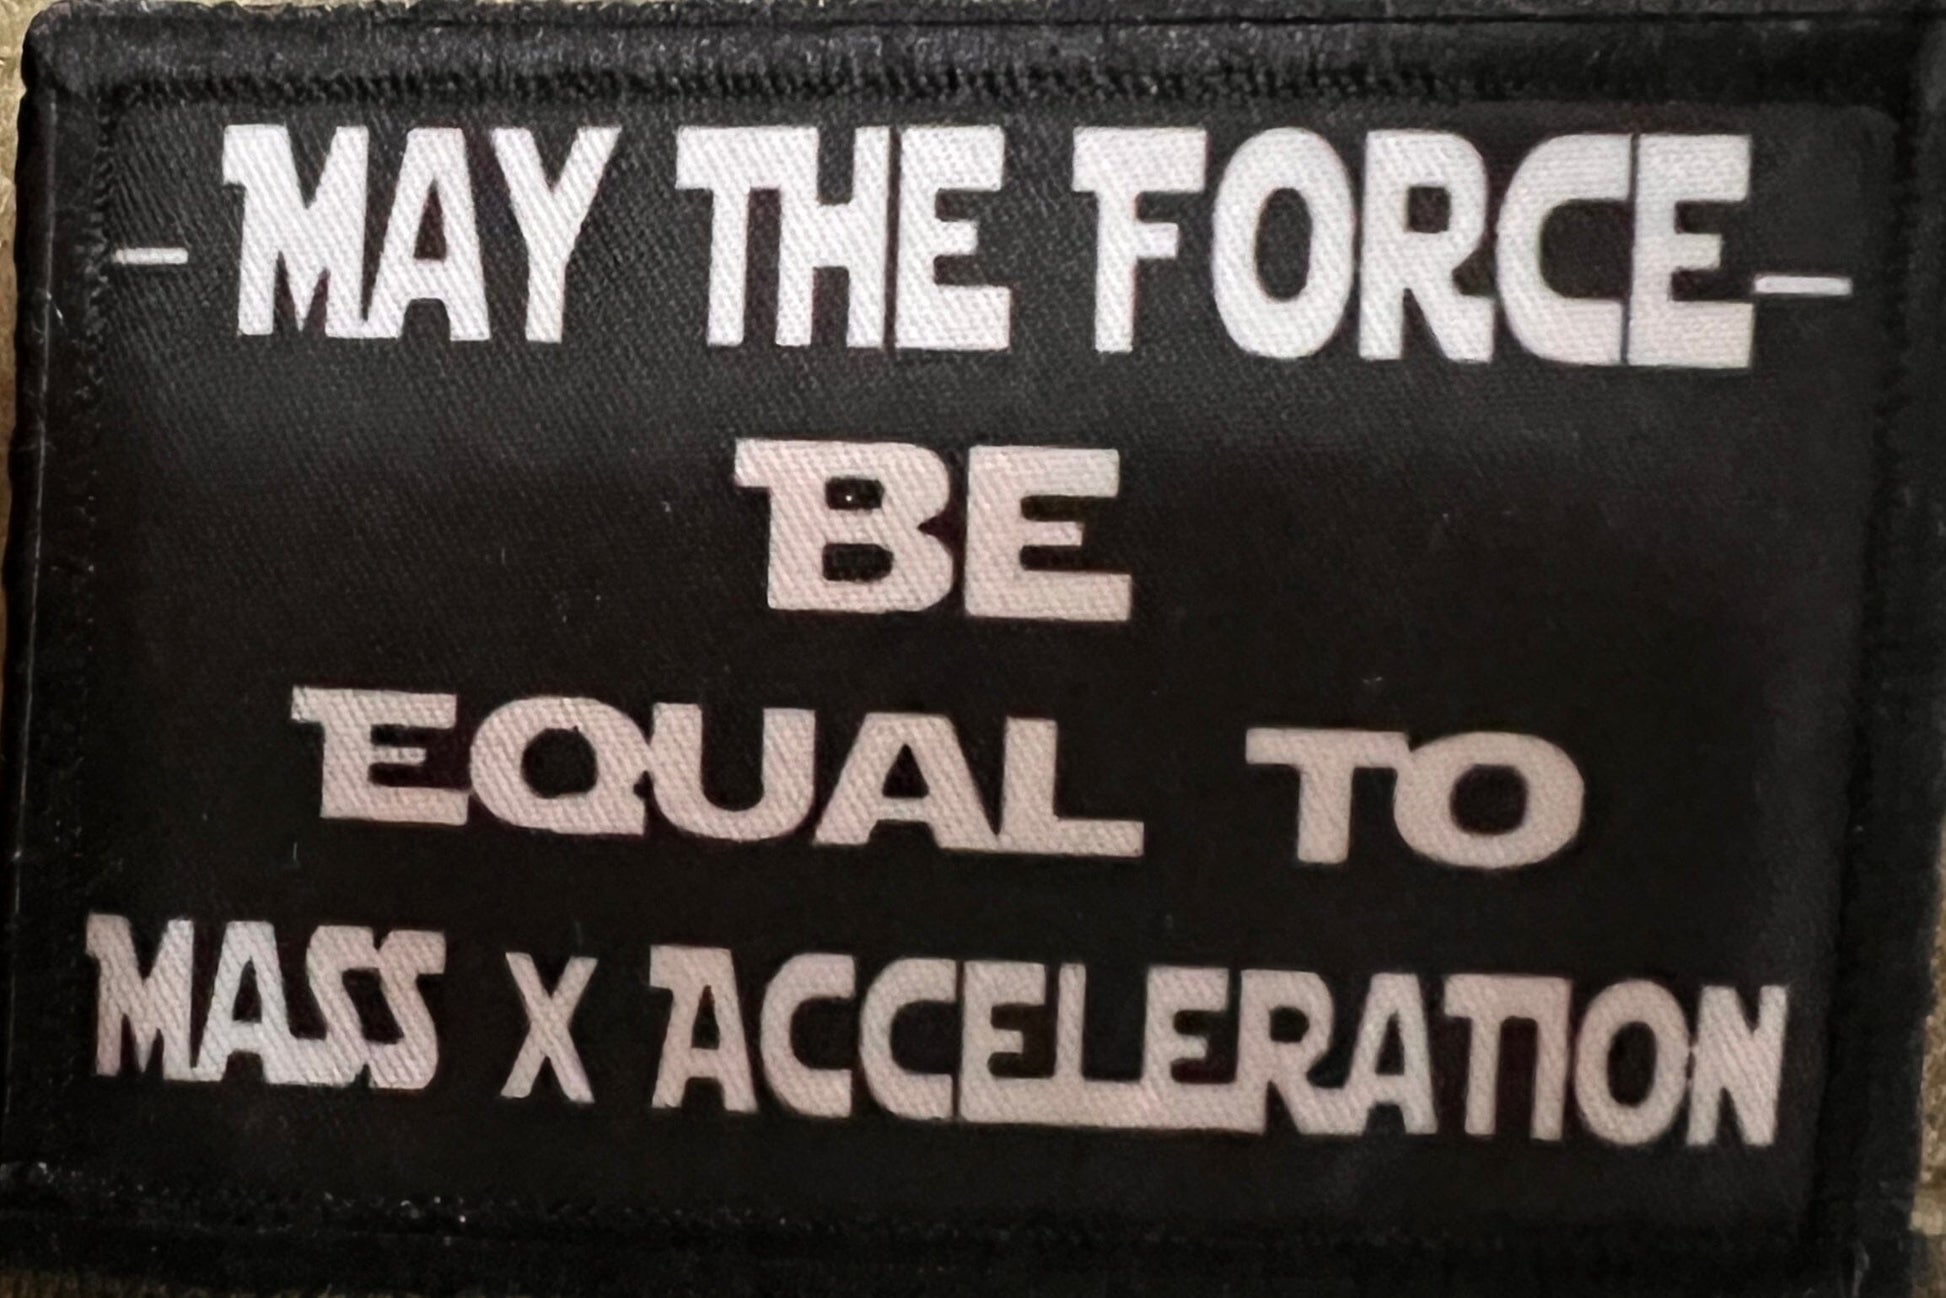 -MAY THE FORCE-
BE
EQUAL TO
MASS X ACCELERATION